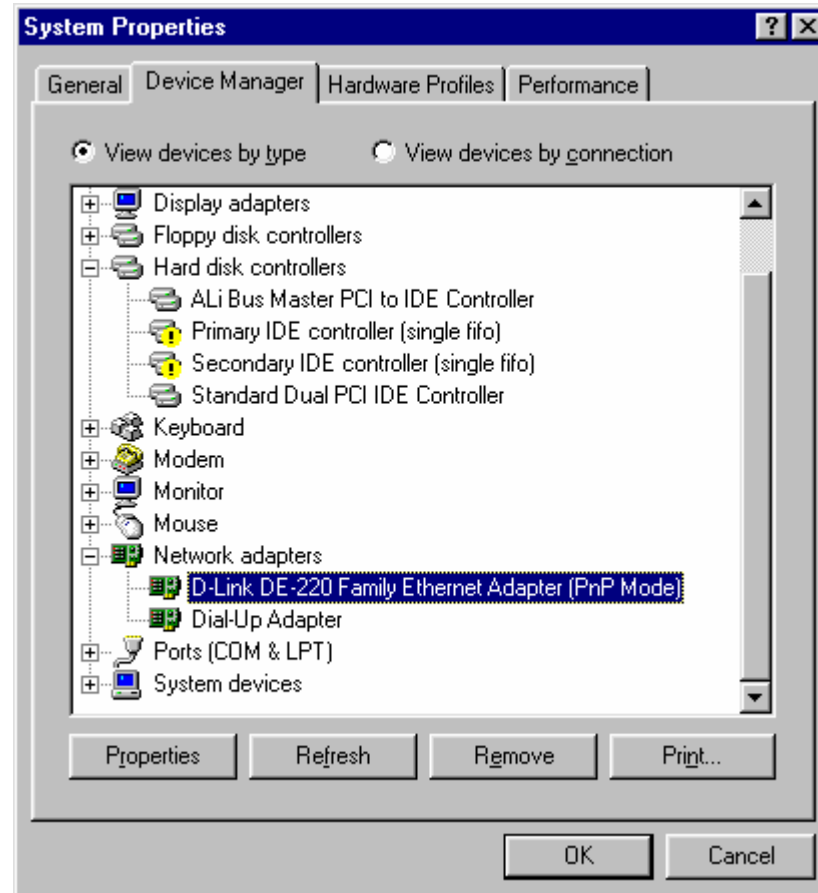 System Properties
General Device Manager Hardware Profiles Performance
View devices by type View devices by connection
Display adapters
Floppy disk controllers
Hard disk controllers
ALi Bus Master PCI to IDE Controller
Primary IDE controller (single fifo)
Secondary IDE controller (single fifo)
Standard Dual PCI IDE Controller
Keyboard
Modem
Monitor
Mouse
Network adapters
D-Link DE-220 Family Ethernet Adapter (PnP Mode)
Dial-Up Adapter
Ports (COM & LPT)
System devices
Properties Refresh Remove Print...
OK Cancel